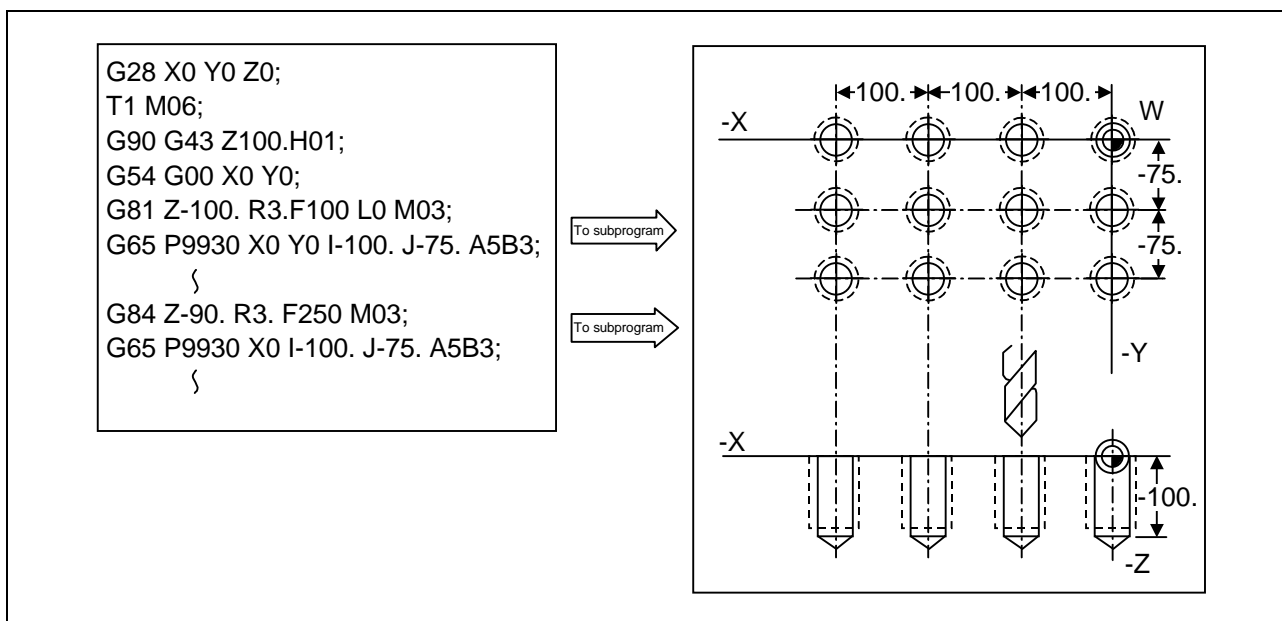 G28 X0 Y0 Z0;
T1 M06;
G90 G43 Z100.H01;
G54 G00 X0 Y0;
G81 Z-100. R3.F100 L0 M03;
G65 P9930 X0 Y0 I-100. J-75. A5B3;
G84 Z-90. R3. F250 M03;
G65 P9930 X0 I-100. J-75. A5B3;
To subprogram
To subprogram
100. 100. 100.
-X
W
-75.
-75.
-Y
-X
-100.
-Z